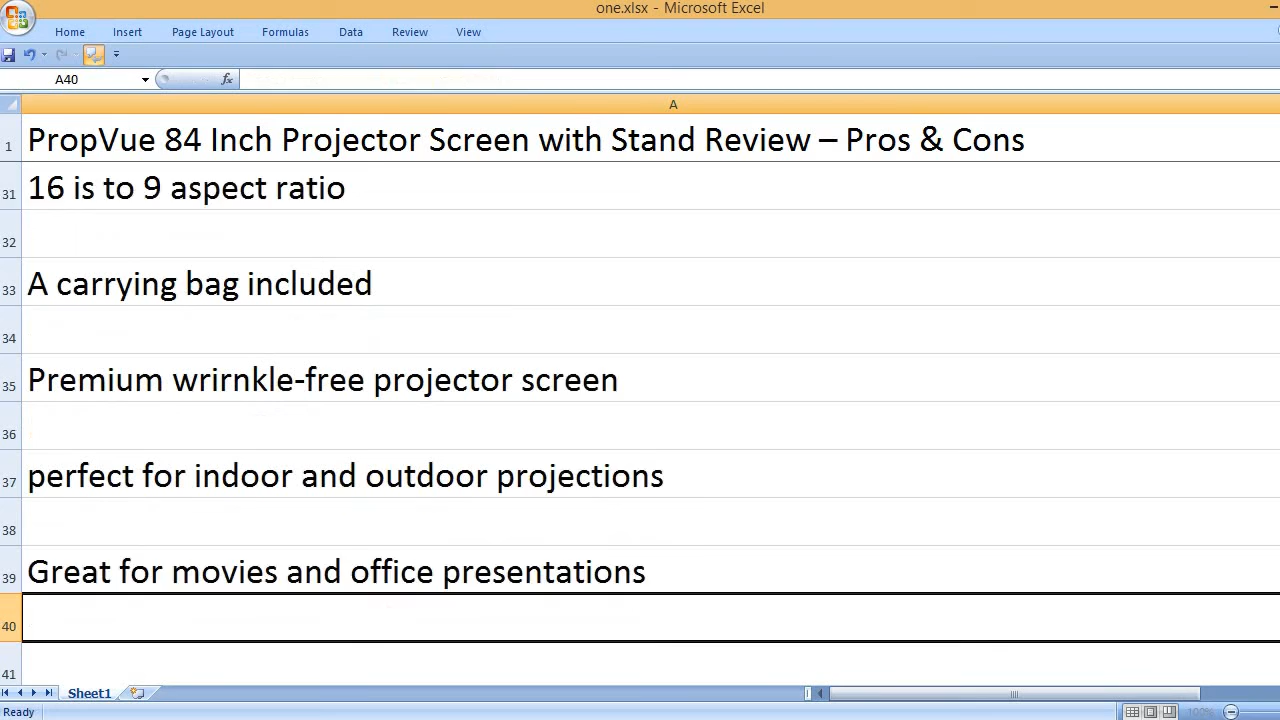 one.xlsx - Microsoft Excel
Home Insert Page Layout Formulas Data Review View
A40 fx
A
1 PropVue 84 Inch Projector Screen with Stand Review – Pros & Cons
31 16 is to 9 aspect ratio
32
33 A carrying bag included
34
35 Premium wrirnkle-free projector screen
36
37 perfect for indoor and outdoor projections
38
39 Great for movies and office presentations
40
41
Sheet1
Ready 100%